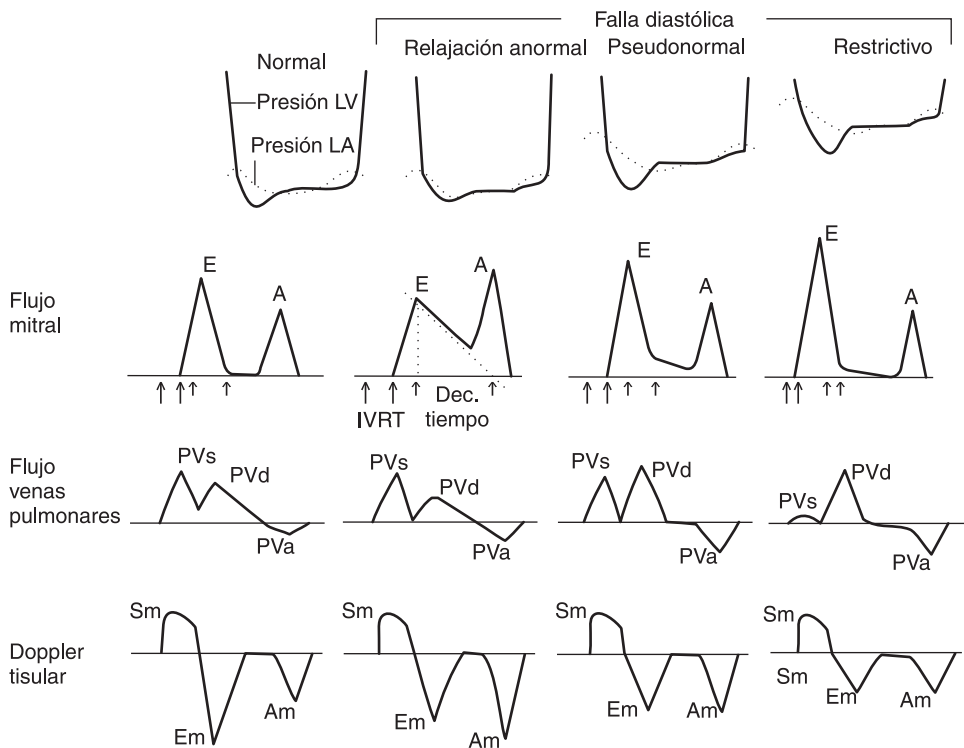 Falla diastólica
Normal
Relajación anormal
Pseudonormal
Restrictivo
Presión LV
Presión LA
Flujo
mitral
E
A
E
A
E
A
E
A
IVRT
Dec.
tiempo
Flujo
venas
pulmonares
PVs
PVd
PVa
PVs
PVd
PVa
PVs
PVd
PVa
PVs
PVd
PVa
Doppler
tisular
Sm
Em
Am
Sm
Em
Am
Sm
Em
Am
Sm
Sm
Em
Am